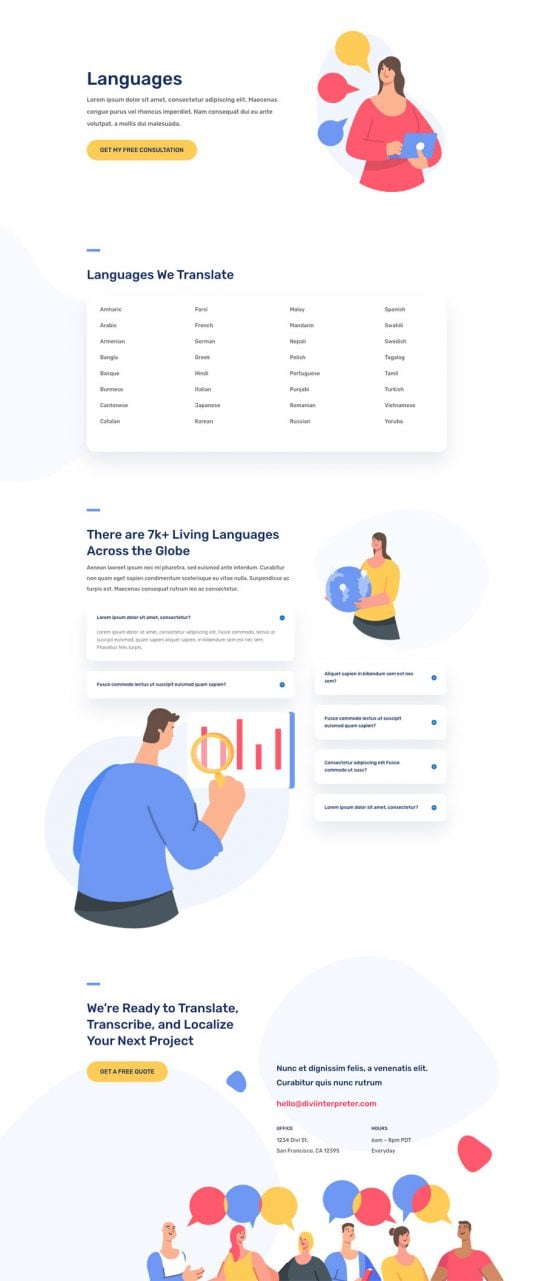 Languages
Lorem ipsum dolor sit amet, consectetur adipiscing elit. Maecenas
congue purus vel rhoncus imperdiet. Nam consequat dui eu ante
volutpat, a mollis dui malesuada.
GET MY FREE CONSULTATION
Languages We Translate
Amharic Farsi Malay Spanish
Arabic French Mandarin Swahili
Armenian German Nepali Swedish
Bangla Greek Polish Tagalog
Basque Hindi Portuguese Tamil
Burmese Italian Punjabi Turkish
Cantonese Japanese Romanian Vietnamese
Catalan Korean Russian Yoruba
There are 7k+ Living Languages
Across the Globe
Aenean laoreet ipsum nec mi pharetra, sed euismod ante interdum. Curabitur
non quam eget sapien condimentum scelerisque eu vitae nulla. Suspendisse ac
turpis est. Maecenas consequat rutrum leo ac consectetur.
Lorem ipsum dolor sit amet, consectetur?
Lorem ipsum dolor sit amet, consectetur adipiscing elit. Fusce commodo, lectus ut
suscipit euismod, quam sapien aliquet sapien, in bibendum sem est nec sem.
Phasellus felis turpis,
Fusce commodo lectus ut suscipit euismod quam sapien?
Aliquet sapien in bibendum sem est nec
sem?
Fusce commodo lectus ut suscipit
euismod quam sapien?
Consectetur adipiscing elit Fusce
commodo ut susc?
Lorem ipsum dolor sit amet, consectetur?
We're Ready to Translate,
Transcribe, and Localize
Your Next Project
GET A FREE QUOTE
Nunc et dignissim felis, a venenatis elit.
Curabitur quis nunc rutrum
hello@diviinterpreter.com
OFFICE
1234 Divi St.
San Francisco, CA 12395
HOURS
6am – 8pm PDT
Everyday